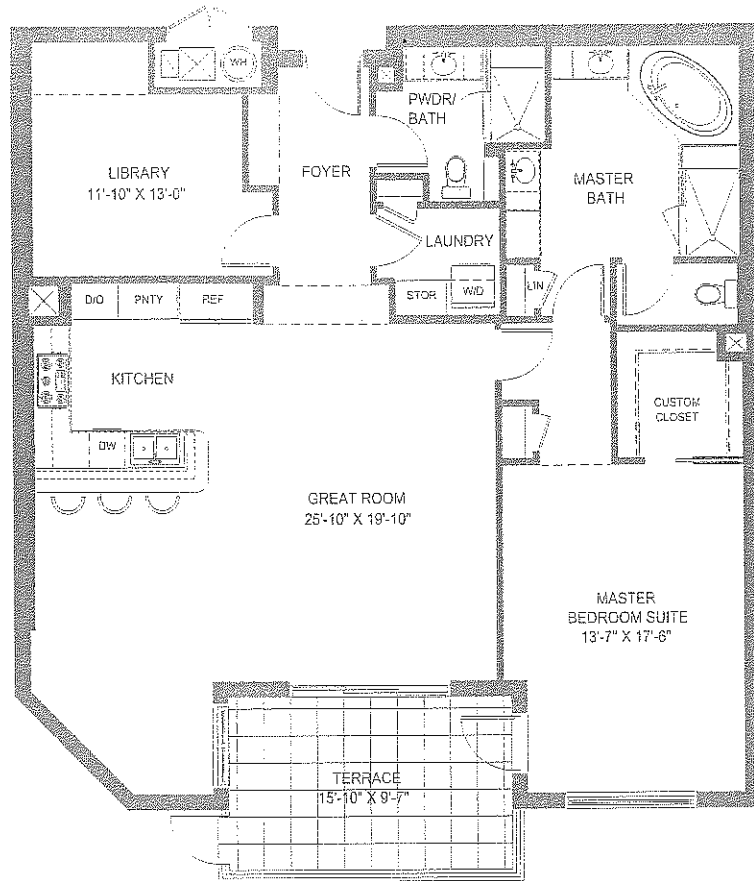 WH
PWDR/
BATH
LIBRARY
11'-10" X 13'-0"
FOYER
MASTER
BATH
LAUNDRY
D/O
PNTY
REF
STOR
W/D
LIN
KITCHEN
CUSTOM
CLOSET
DW
GREAT ROOM
25'-10" X 19'-10"
MASTER
BEDROOM SUITE
13'-7" X 17'-6"
TERRACE
15'-10" X 9'-7"